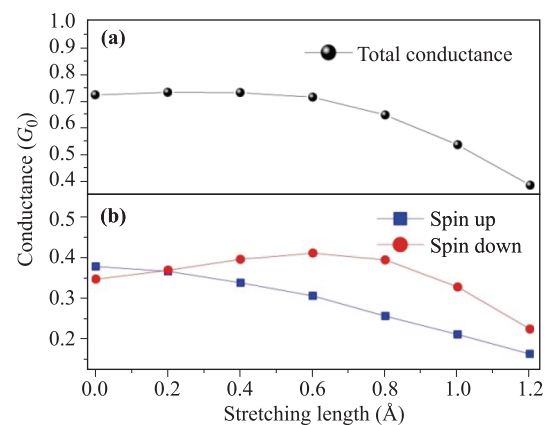 1.0
(a)
Total conductance
0.9
0.8
0.7
0.6
0.5
0.4
Conductance (G0)
(b)
Spin up
Spin down
0.5
0.4
0.3
0.2
0.0 0.2 0.4 0.6 0.8 1.0 1.2
Stretching length (Å)